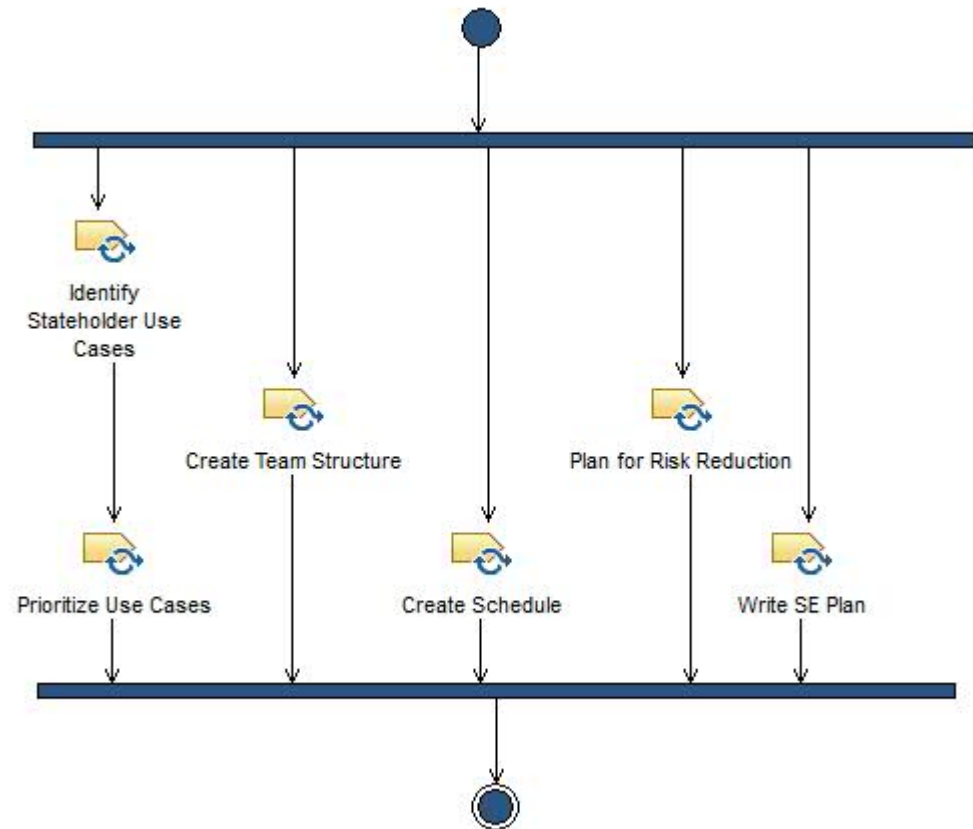 Identify
Stateholder Use
Cases
Create Team Structure
Plan for Risk Reduction
Prioritize Use Cases
Create Schedule
Write SE Plan